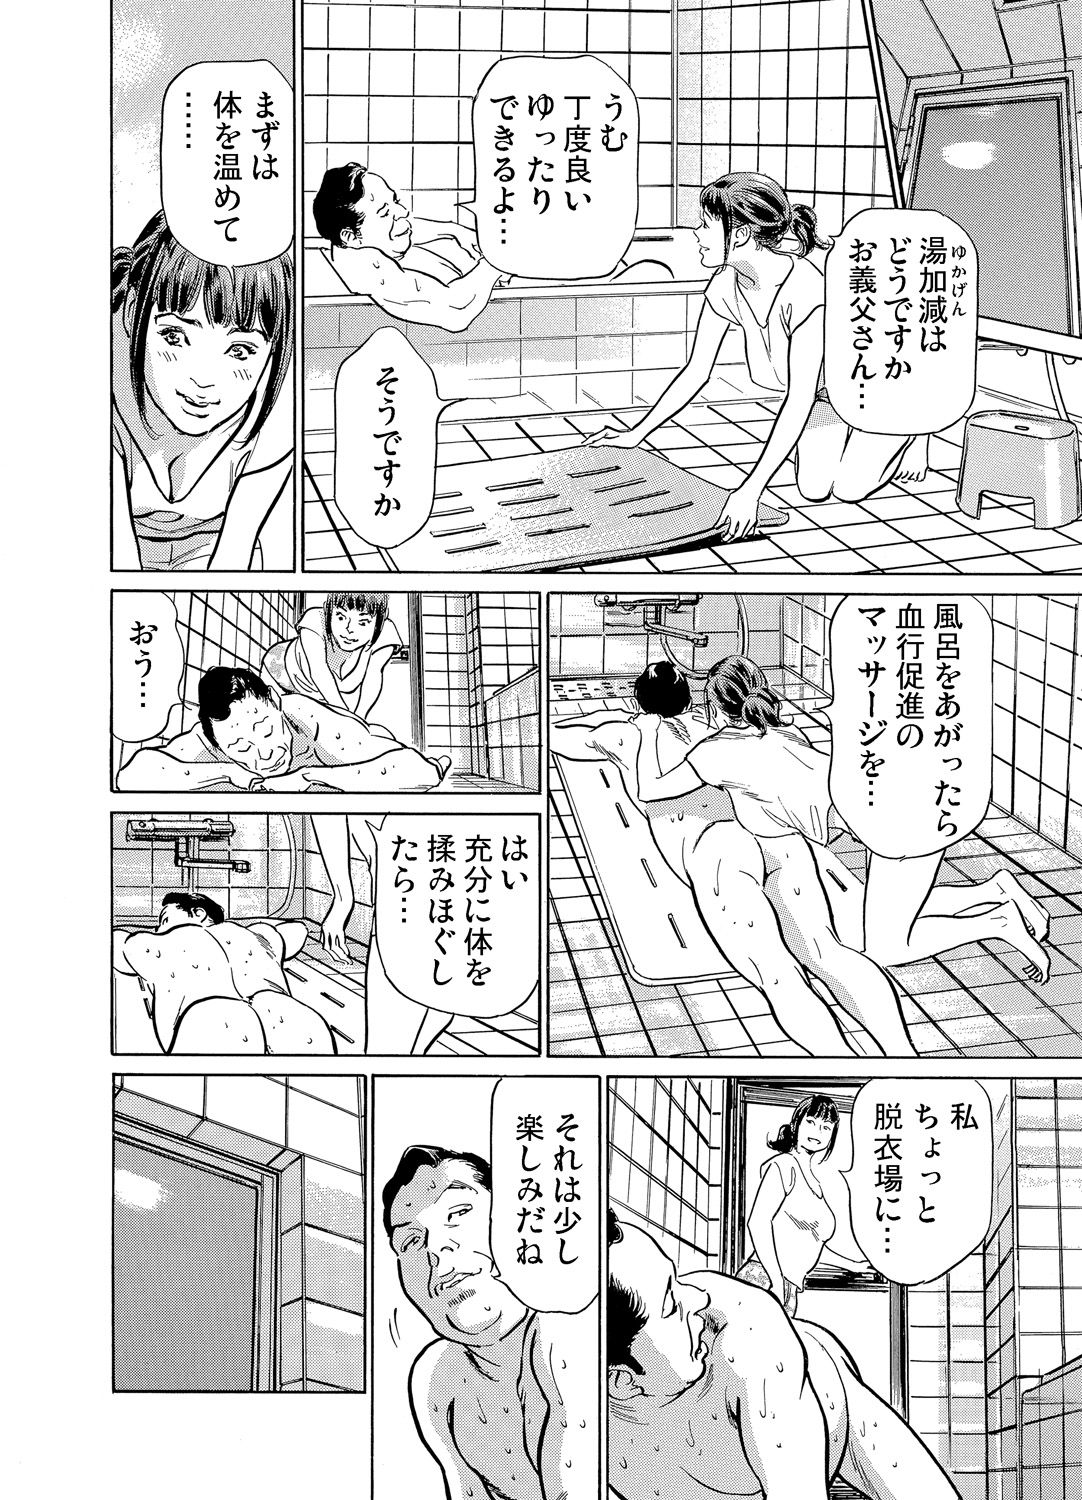 湯加減は
ゆかげん
どうですか
お義父さん…
うむ
丁度良い
ゆったり
できるよ…
そうですか
まずは
体を温めて
……
風呂をあがったら
血行促進の
マッサージを…
おう…
はい
充分に体を
揉みほぐし
たら…
私
ちょっと
脱衣場に…
それは少し
楽しみだね